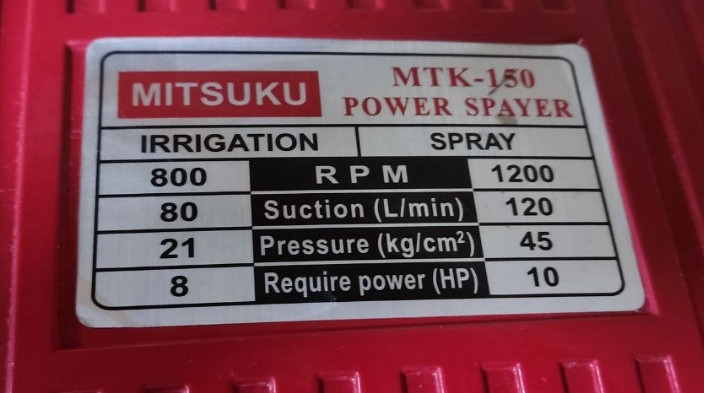 MITSUKU
MTK-150
POWER SPAYER
IRRIGATION SPRAY
800 RPM 1200
80 Suction (L/min) 120
21 Pressure (kg/cm²) 45
8 Require power (HP) 10